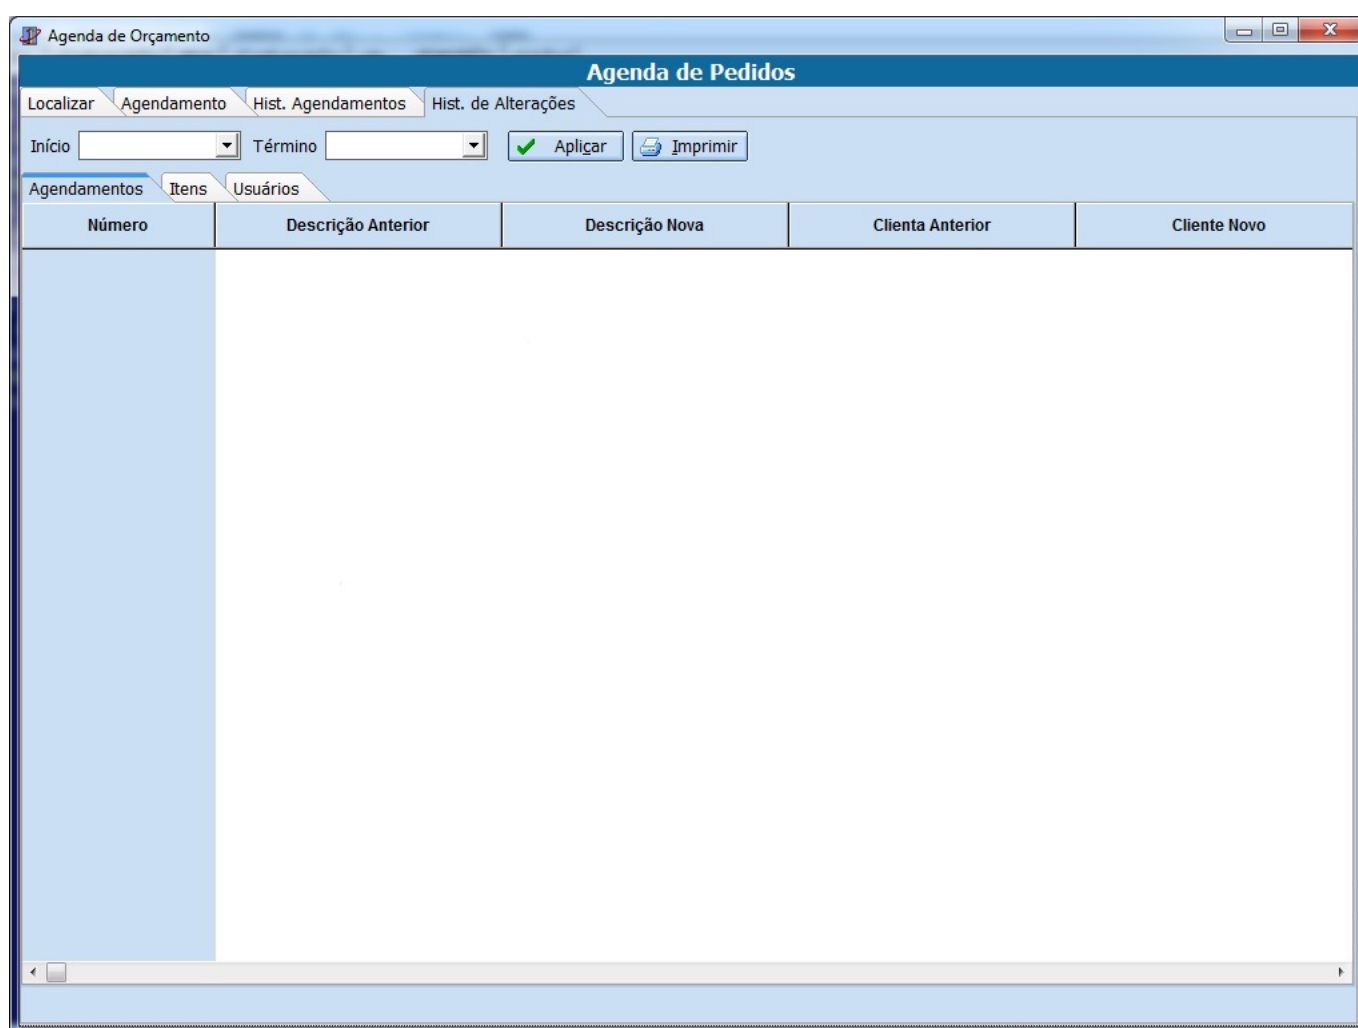 Agenda de Orçamento
Agenda de Pedidos
Localizar Agendamento Hist. Agendamentos Hist. de Alterações
Início Término Aplicar Imprimir
Agendamentos Itens Usuários
Número Descrição Anterior Descrição Nova Clienta Anterior Cliente Novo